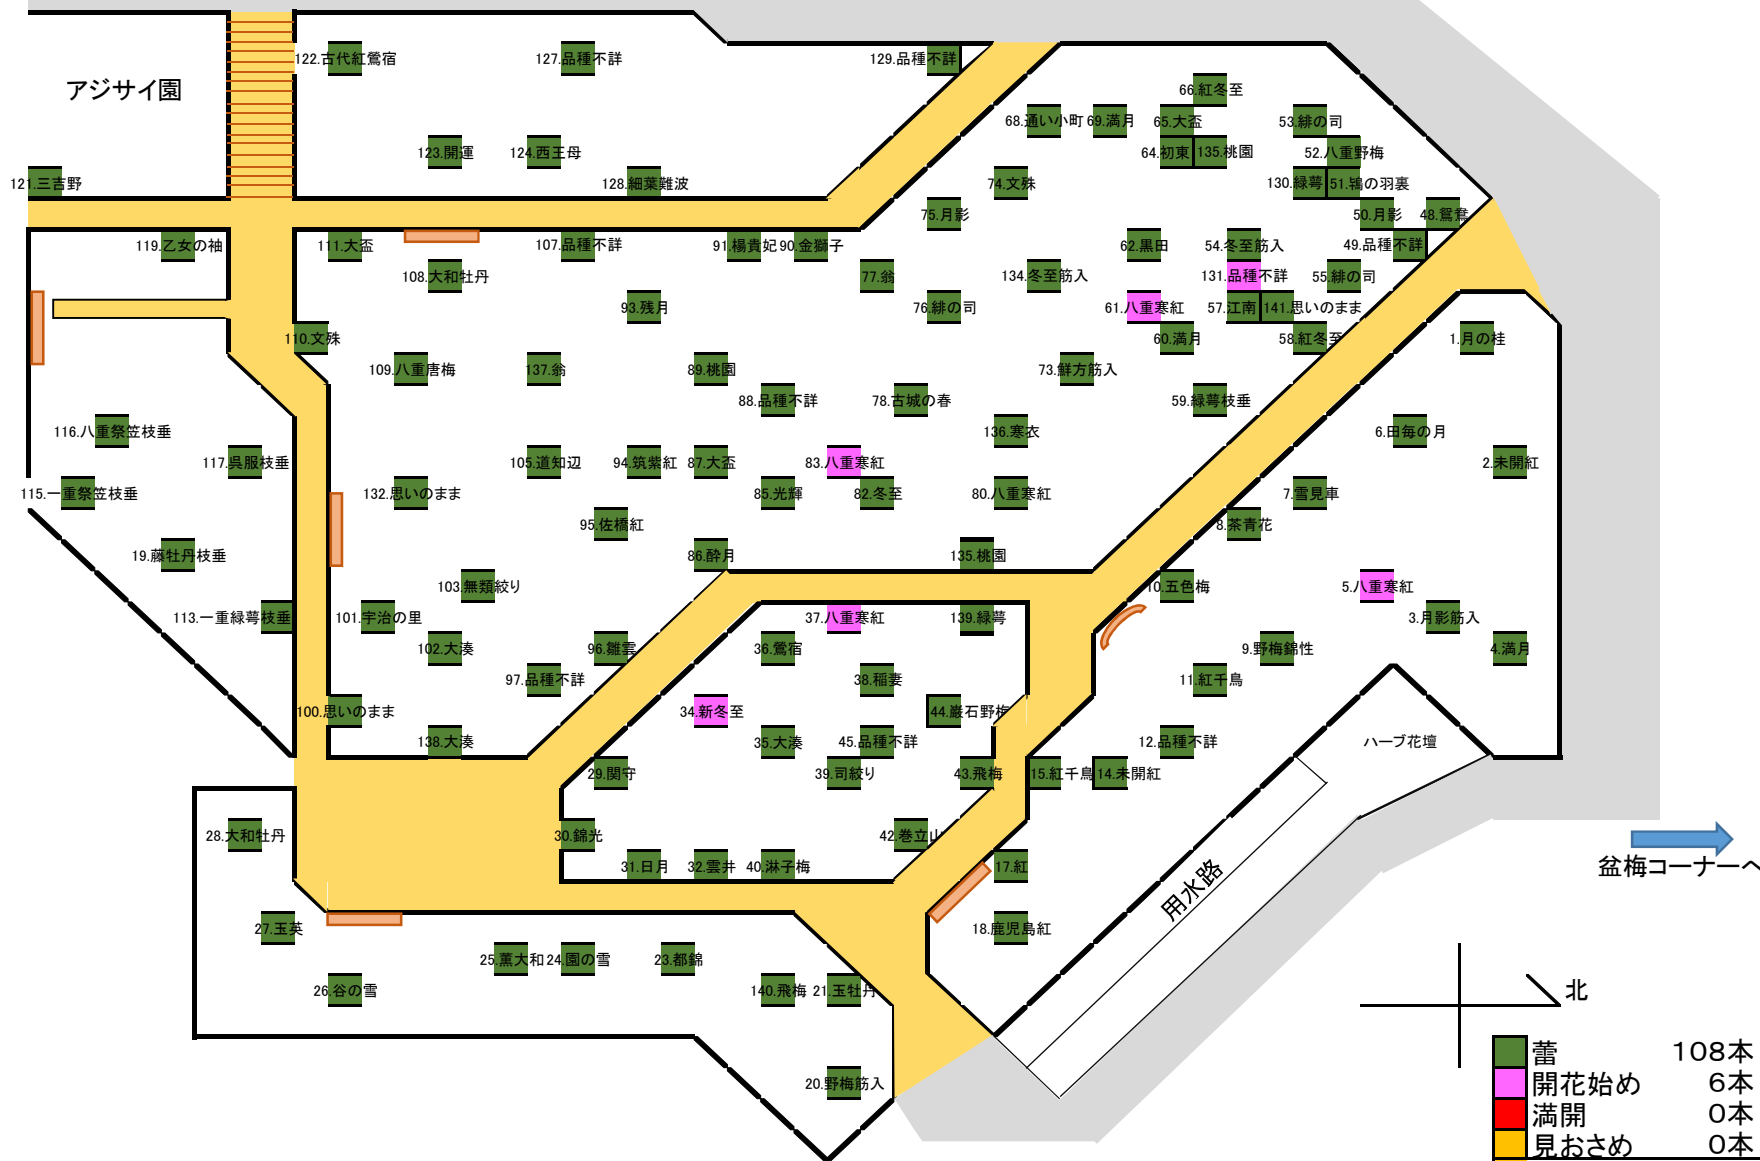 122.古代紅鶯宿
127.品種不詳
129.品種不詳
アジサイ園
66.紅冬至
68.通い小町
69.満月
65.大盃
53.緋の司
123.開運
124.西王母
64.初東
135.桃園
52.八重野梅
121.三吉野
128.細葉難波
74.文殊
130.緑萼
51.鴇の羽裏
75.月影
50.月影
48.鴛鴦
119.乙女の袖
111.大盃
107.品種不詳
91.楊貴妃
90.金獅子
62.黒田
54.冬至筋入
49.品種不詳
108.大和牡丹
77.翁
134.冬至筋入
131.品種不詳
55.緋の司
93.残月
76.緋の司
61.八重寒紅
57.江南
141.思いのまま
110.文殊
60.満月
58.紅冬至
1.月の桂
109.八重唐梅
137.翁
89.桃園
73.鮮方筋入
88.品種不詳
78.古城の春
59.緑萼枝垂
116.八重祭笠枝垂
136.寒衣
6.田毎の月
117.呉服枝垂
105.道知辺
94.筑紫紅
87.大盃
83.八重寒紅
2.未開紅
115.一重祭笠枝垂
132.思いのまま
85.光輝
82.冬至
80.八重寒紅
7.雪見車
95.佐橋紅
8.茶青花
19.藤牡丹枝垂
86.酔月
135.桃園
103.無類絞り
10.五色梅
5.八重寒紅
113.一重緑萼枝垂
101.宇治の里
37.八重寒紅
139.緑萼
3.月影筋入
102.大湊
96.雛雲
36.鶯宿
9.野梅錦性
4.満月
97.品種不詳
38.稲妻
11.紅千鳥
100.思いのまま
34.新冬至
44.巌石野梅
138.大湊
35.大湊
45.品種不詳
12.品種不詳
ハーブ花壇
29.関守
39.司絞り
43.飛梅
15.紅千鳥
14.未開紅
28.大和牡丹
30.錦光
42.巻立山
31.日月
32.雲井
40.淋子梅
17.紅
盆梅コーナーへ
用水路
27.玉英
18.鹿児島紅
25.薫大和
24.園の雪
23.都錦
26.谷の雪
140.飛梅
21.玉牡丹
北
20.野梅筋入
蕾 108本
開花始め 6本
満開 0本
見おさめ 0本